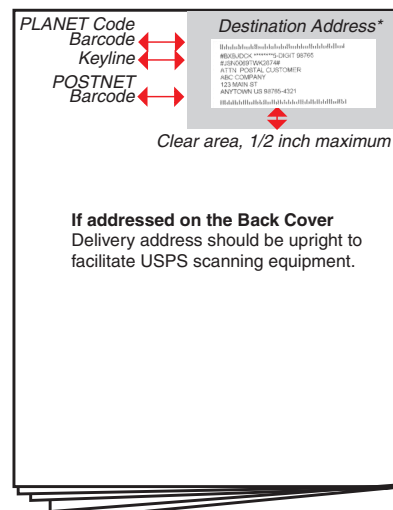 PLANET Code
Barcode
Keyline
POSTNET
Barcode
Destination Address*
#BXBJDCK ********5-DIGIT 98765
#JSN0069TWK2874#
ATTN POSTAL CUSTOMER
ABC COMPANY
123 MAIN ST
ANYTOWN US 98765-4321
Clear area, 1/2 inch maximum
If addressed on the Back Cover
Delivery address should be upright to
facilitate USPS scanning equipment.